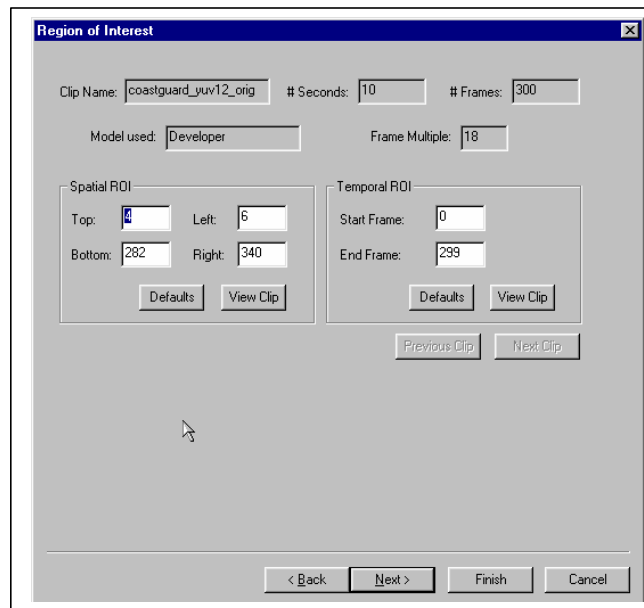 Region of Interest
Clip Name: coastguard_yuv12_orig # Seconds: 10 # Frames: 300
Model used: Developer Frame Multiple: 18
Spatial ROI
Top: 4 Left: 6
Bottom: 282 Right: 340
Defaults View Clip
Temporal ROI
Start Frame: 0
End Frame: 299
Defaults View Clip
Previous Clip Next Clip
< Back Next > Finish Cancel